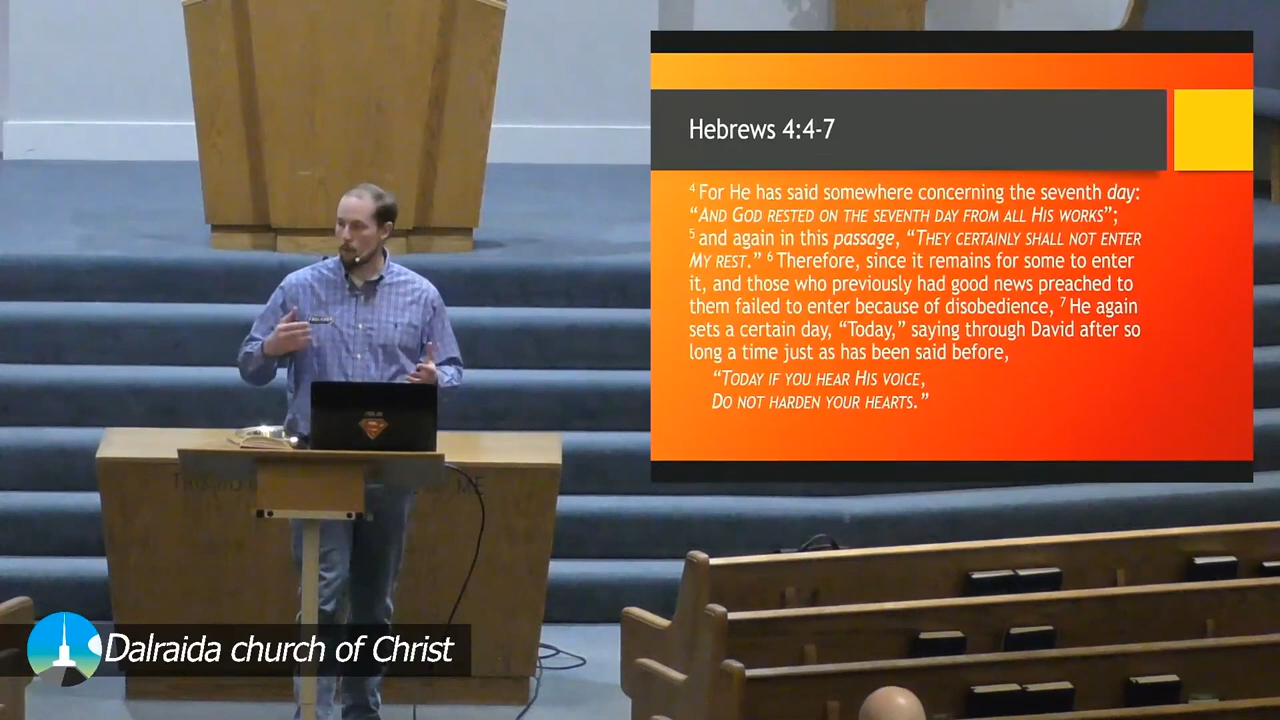 Hebrews 4:4-7
4 For He has said somewhere concerning the seventh day:
“AND GOD RESTED ON THE SEVENTH DAY FROM ALL HIS WORKS”;
5 and again in this passage, “THEY CERTAINLY SHALL NOT ENTER
MY REST.” 6 Therefore, since it remains for some to enter
it, and those who previously had good news preached to
them failed to enter because of disobedience, 7 He again
sets a certain day, “Today,” saying through David after so
long a time just as has been said before,
“TODAY IF YOU HEAR HIS VOICE,
DO NOT HARDEN YOUR HEARTS.”
THIS ME
Dalraida church of Christ